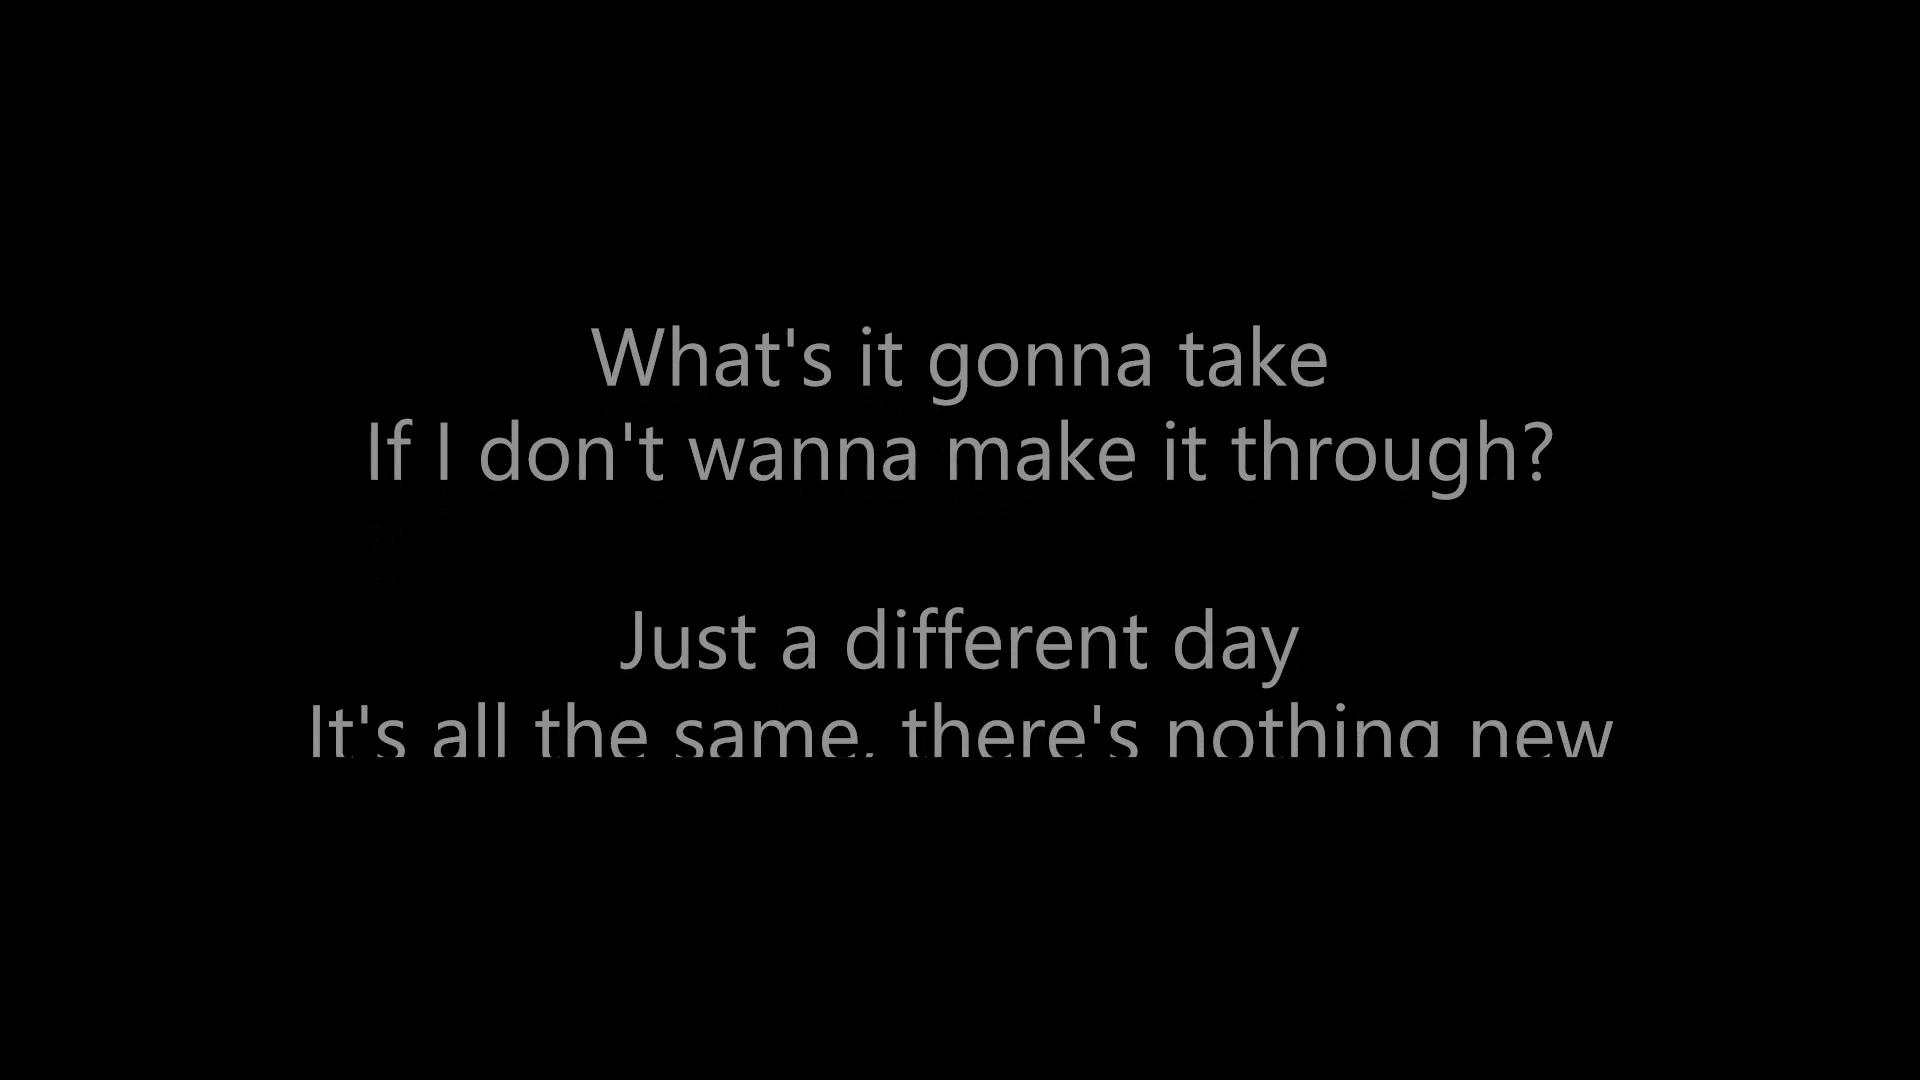 What's it gonna take
If I don't wanna make it through?
Just a different day
It's all the same, there's nothing new